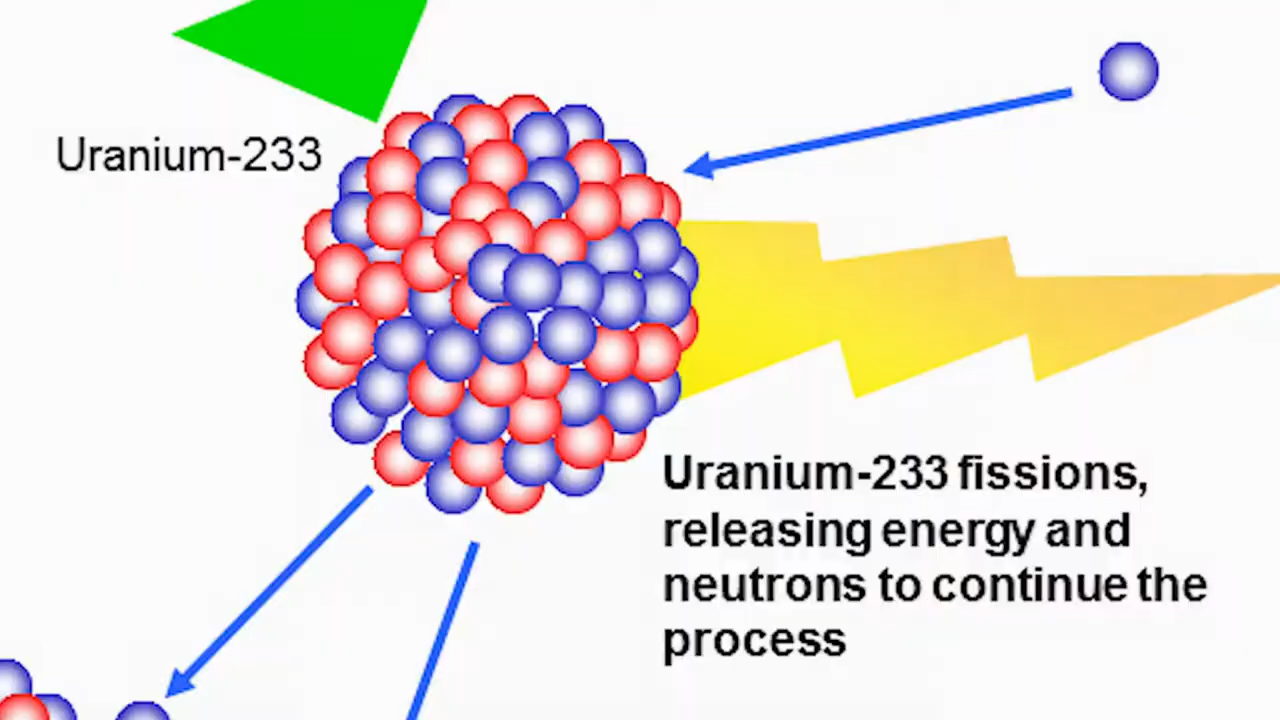 Uranium-233
Uranium-233 fissions,
releasing energy and
neutrons to continue the
process